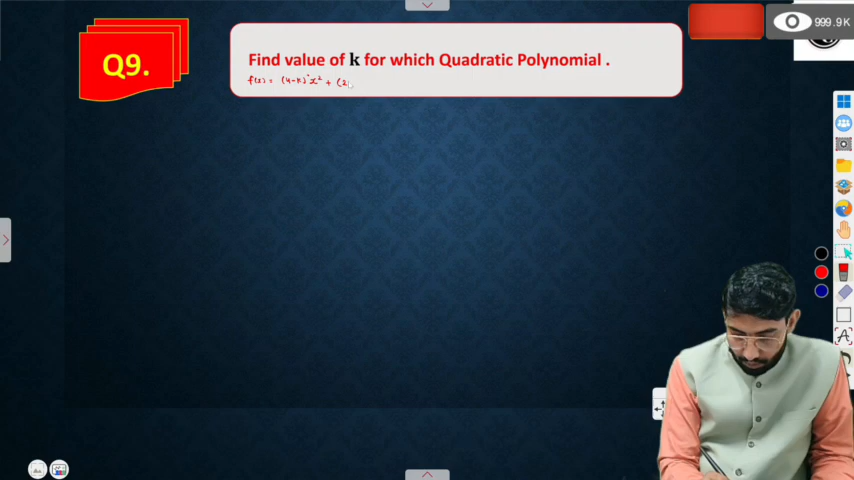 Q9.
Find value of k for which Quadratic Polynomial .
f(x) = (4-k) x² + (2
999.9K